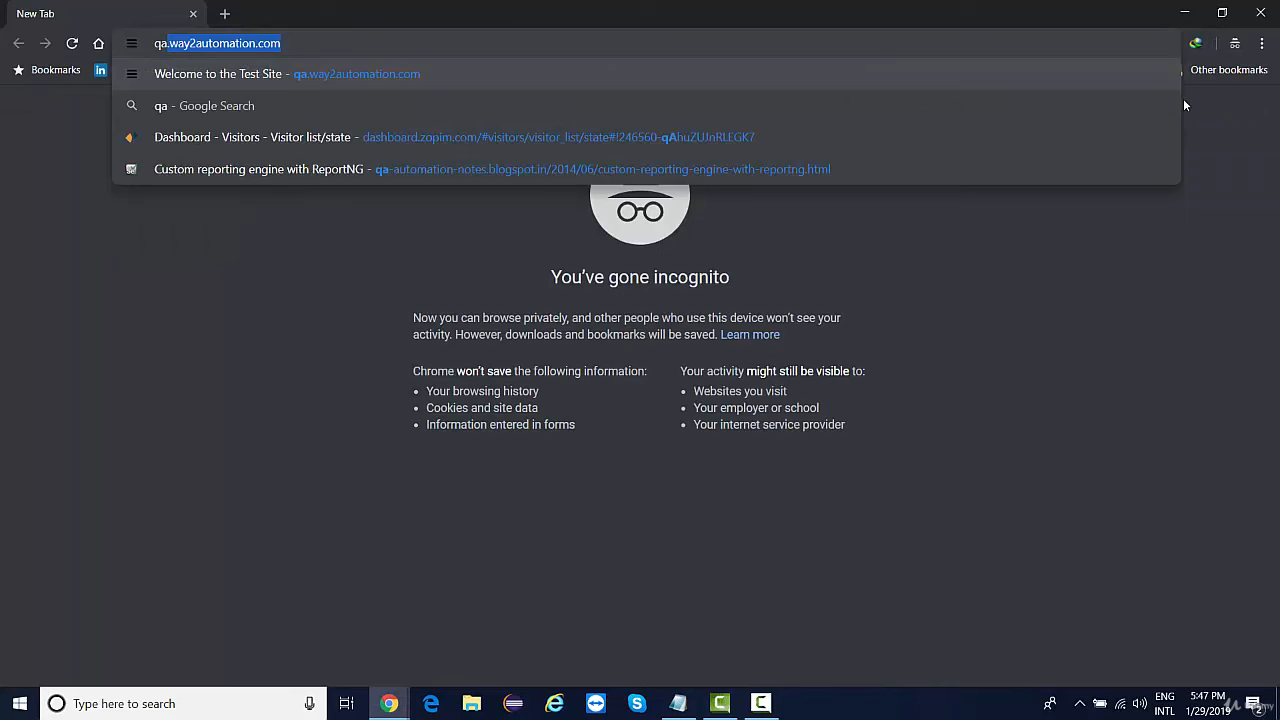 New Tab
qa.way2automation.com
Welcome to the Test Site - qa.way2automation.com
qa - Google Search
Dashboard - Visitors - Visitor list/state - dashboard.zopim.com/#visitors/visitor_list/state#!246560-qAhuZUJnRLEGK7
Custom reporting engine with ReportNG - qa-automation-notes.blogspot.in/2014/06/custom-reporting-engine-with-reportng.html
Bookmarks
in
Other bookmarks
You've gone incognito
Now you can browse privately, and other people who use this device won't see your
activity. However, downloads and bookmarks will be saved. Learn more
Chrome won't save the following information:
Your browsing history
Cookies and site data
Information entered in forms
Your activity might still be visible to:
Websites you visit
Your employer or school
Your internet service provider
Type here to search
ENG
INTL
5:47 PM
1/29/2019